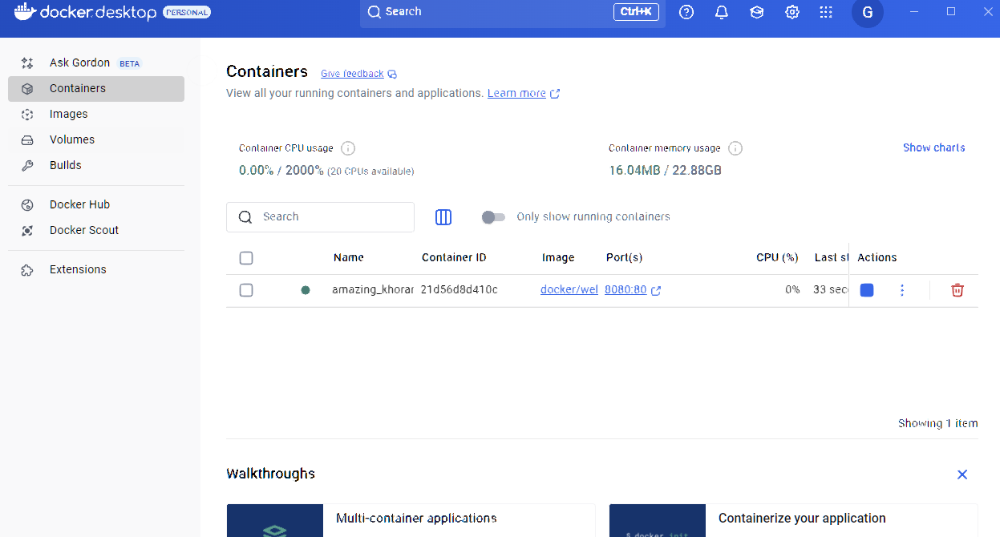 docker.desktop PERSONAL
Search Ctrl+K
G
Ask Gordon BETA
Containers
Images
Volumes
Builds
Docker Hub
Docker Scout
Extensions
Containers Give feedback
View all your running containers and applications. Learn more
Container CPU usage
0.00% / 2000% (20 CPUs available)
Container memory usage
16.04MB / 22.88GB
Show charts
Search
Only show running containers
Name Container ID Image Port(s) CPU (%) Last st Actions
amazing_khorar 21d56d8d410c docker/wel 8080:80 0% 33 sec
Showing 1 item
Walkthroughs
Multi-container applications
$ docker init
Containerize your application